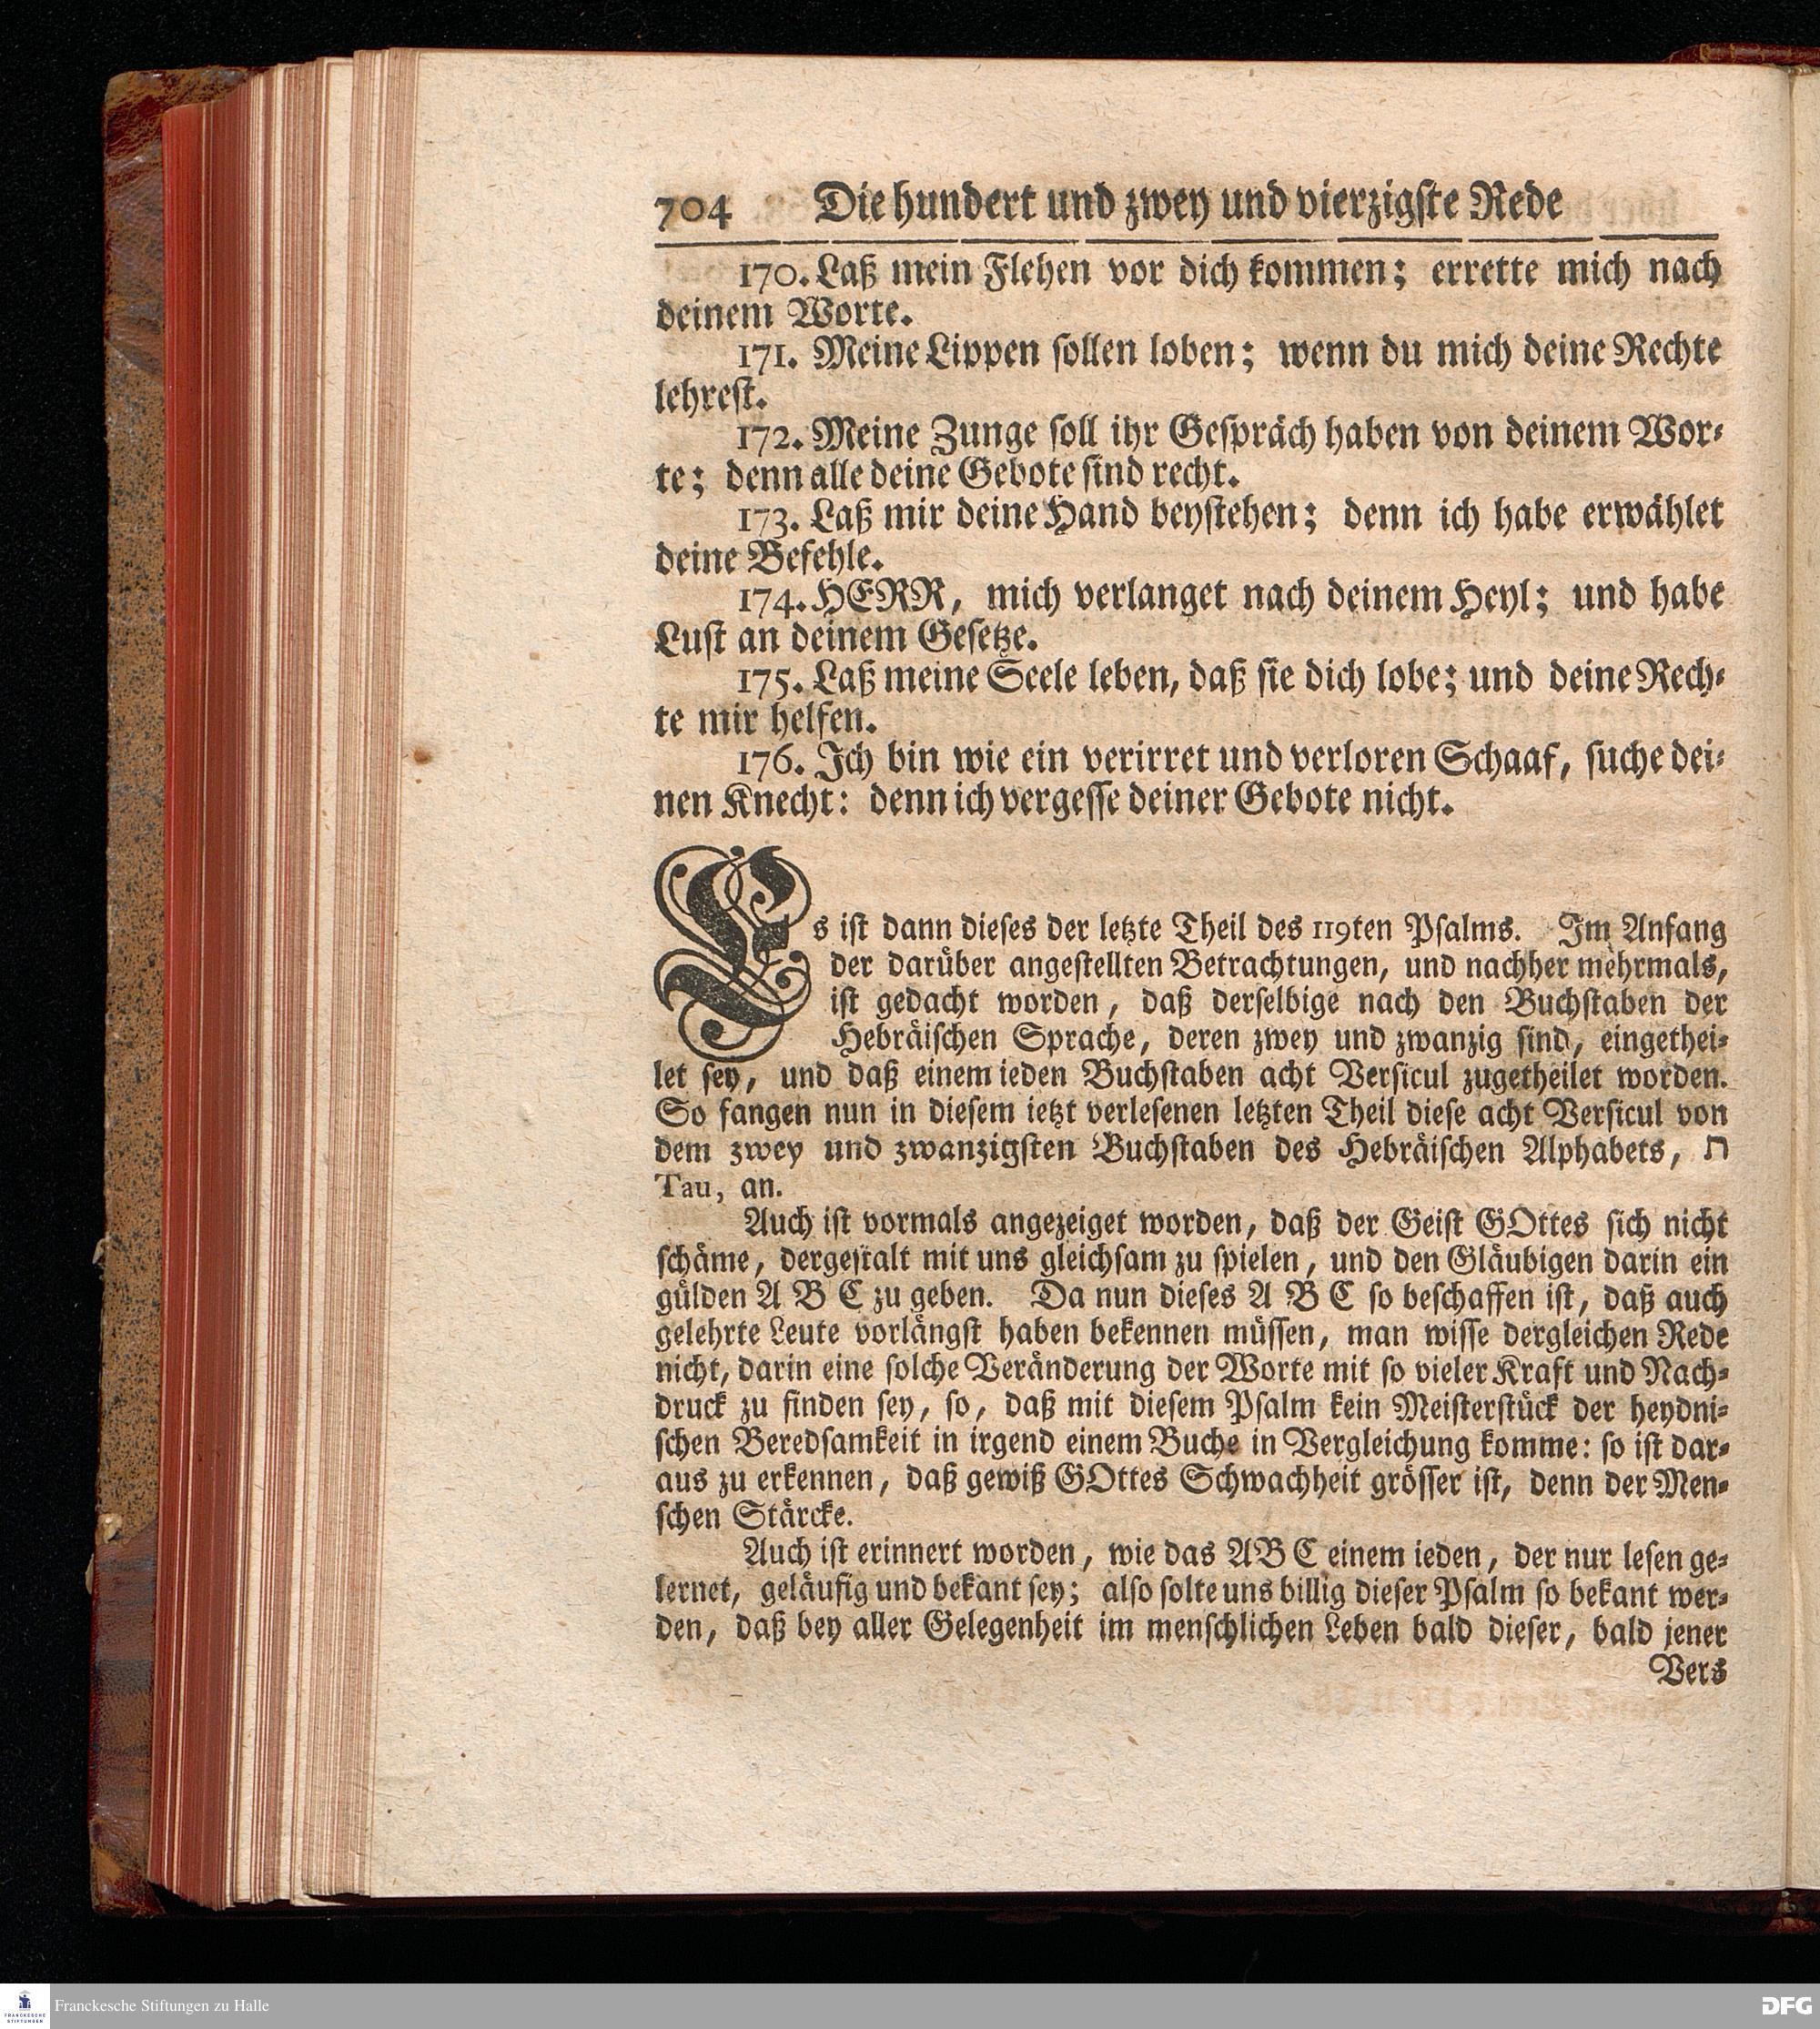 704 Die hundert und zwey und vierzigſte Rede
170. Laß mein Flehen vor dich kommen; errette mich nach
deinem Worte.
171. Meine Lippen ſollen loben; wenn du mich deine Rechte
lehreſt.
172. Meine Zunge ſoll ihr Geſpräch haben von deinem Wor⸗
te; denn alle deine Gebote ſind recht.
173. Laß mir deine Hand beyſtehen; denn ich habe erwählet
deine Befehle.
174. HERR, mich verlanget nach deinem Heyl; und habe
Luſt an deinem Geſetze.
175. Laß meine Seele leben, daß ſie dich lobe; und deine Rech⸗
te mir helfen.
176. Ich bin wie ein verirret und verloren Schaaf, ſuche dei⸗
nen Knecht: denn ich vergeſſe deiner Gebote nicht.
Es iſt dann dieſes der letzte Theil des 119ten Pſalms. Im Anfang
der darüber angeſtellten Betrachtungen, und nachher mehrmals,
iſt gedacht worden, daß derſelbige nach den Buchſtaben der
Hebräiſchen Sprache, deren zwey und zwanzig ſind, eingethei⸗
let ſey, und daß einem ieden Buchſtaben acht Verſicul zugetheilet worden.
So fangen nun in dieſem ietzt verleſenen letzten Theil dieſe acht Verſicul von
dem zwey und zwanzigſten Buchſtaben des Hebräiſchen Alphabets, ת
Tau, an.
Auch iſt vormals angezeiget worden, daß der Geiſt GOttes ſich nicht
ſchäme, dergeſtalt mit uns gleichſam zu ſpielen, und den Gläubigen darin ein
gülden A B C zu geben. Da nun dieſes A B C ſo beſchaffen iſt, daß auch
gelehrte Leute vorlängſt haben bekennen müſſen, man wiſſe dergleichen Rede
nicht, darin eine ſolche Veränderung der Worte mit ſo vieler Kraft und Nach⸗
druck zu finden ſey, ſo, daß mit dieſem Pſalm kein Meiſterſtück der heydni⸗
ſchen Beredſamkeit in irgend einem Buche in Vergleichung komme: ſo iſt dar⸗
aus zu erkennen, daß gewiß GOttes Schwachheit gröſſer iſt, denn der Men⸗
ſchen Stärcke.
Auch iſt erinnert worden, wie das A B C einem ieden, der nur leſen ge⸗
lernet, geläufig und bekant ſey; alſo ſolte uns billig dieſer Pſalm ſo bekant wer⸗
den, daß bey aller Gelegenheit im menſchlichen Leben bald dieſer, bald jener
Vers
FRANCKESCHE
STIFTUNGEN
Franckesche Stiftungen zu Halle
DFG